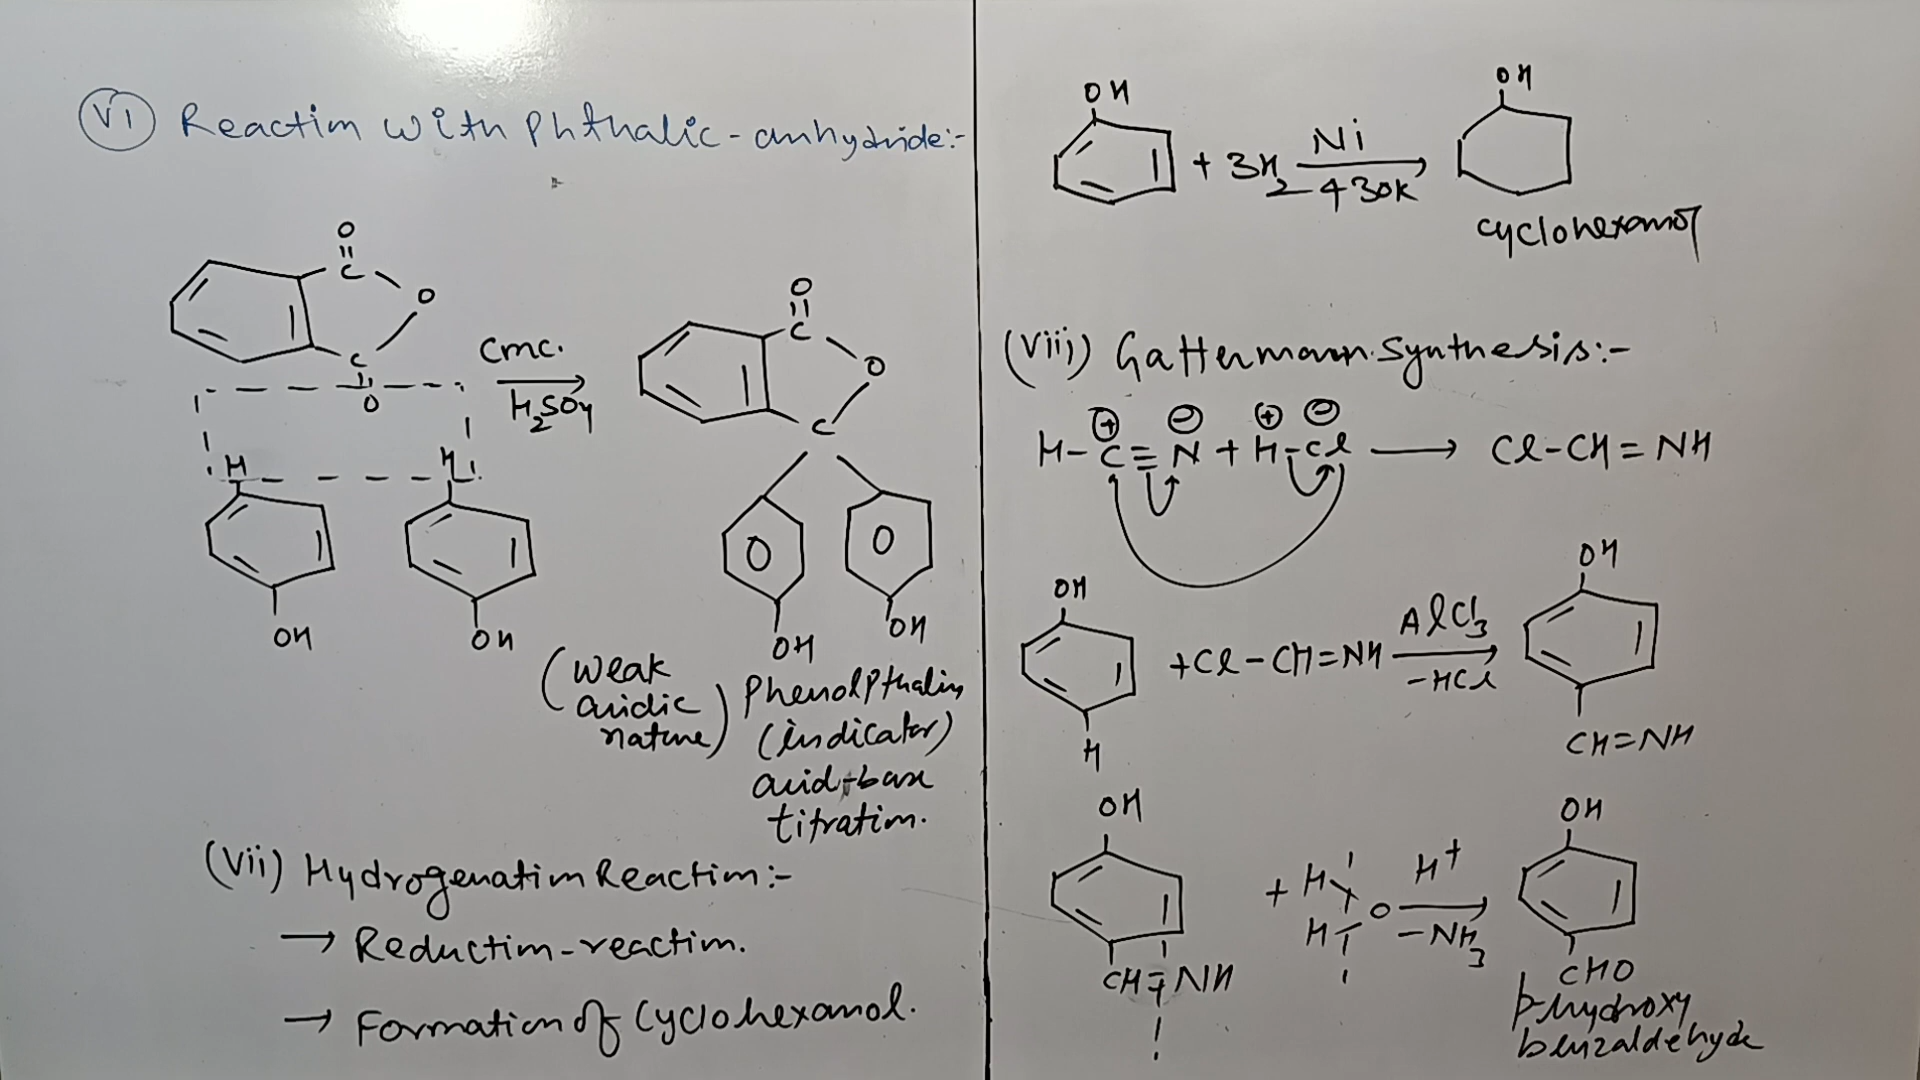 (VI) Reaction with Phthalic-anhydride:-
O
C
O
C
O
H H
OH OH
Conc.
H2SO4
O
C
O
C
OH OH
(weak acidic nature)
Phenolpthalin
(indicator)
acid-base
titration.
(Vii) Hydrogenation Reaction:-
→ Reduction-reaction.
→ Formation of Cyclohexanol.
OH + 3H2 Ni 430K → OH
cyclohexanol
(Viii) Gattermann Synthesis:-
H-C≡N + H-Cl → Cl-CH=NH
⊕ ⊖ ⊕ ⊖
OH H + Cl-CH=NH AlCl3 -HCl → OH CH=NH
OH CH=NH + H H O H+ -NH3 → OH CHO
p-hydroxy
benzaldehyde